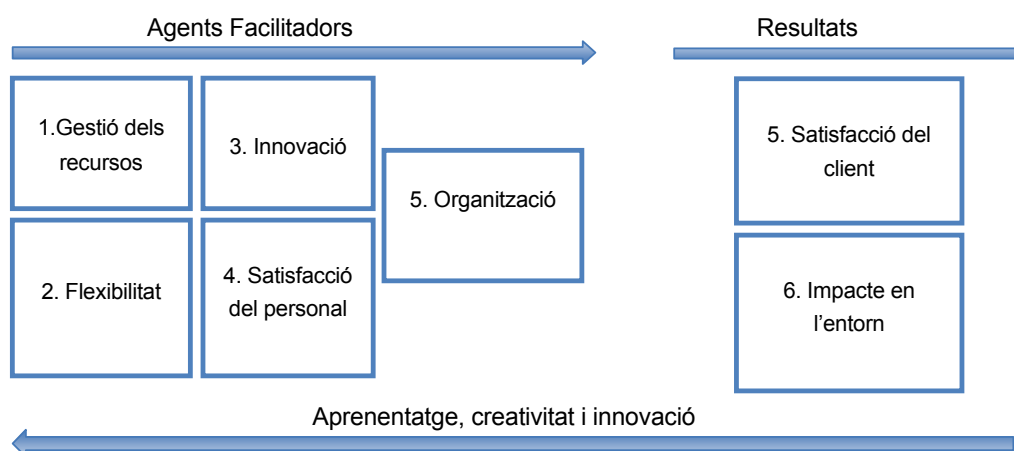 Agents Facilitadors
Resultats
1.Gestió dels
recursos
3. Innovació
5. Organització
2. Flexibilitat
4. Satisfacció
del personal
5. Satisfacció del
client
6. Impacte en
l’entorn
Aprenentatge, creativitat i innovació